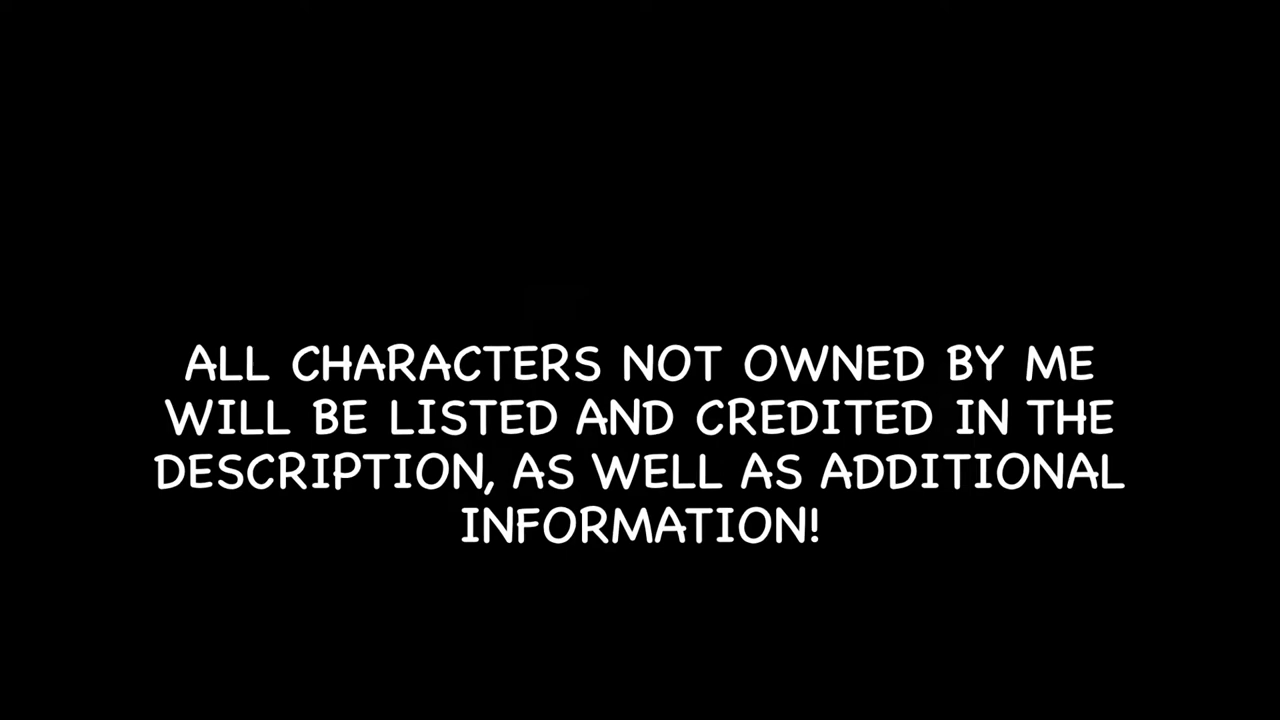 ALL CHARACTERS NOT OWNED BY ME
WILL BE LISTED AND CREDITED IN THE
DESCRIPTION, AS WELL AS ADDITIONAL
INFORMATION!